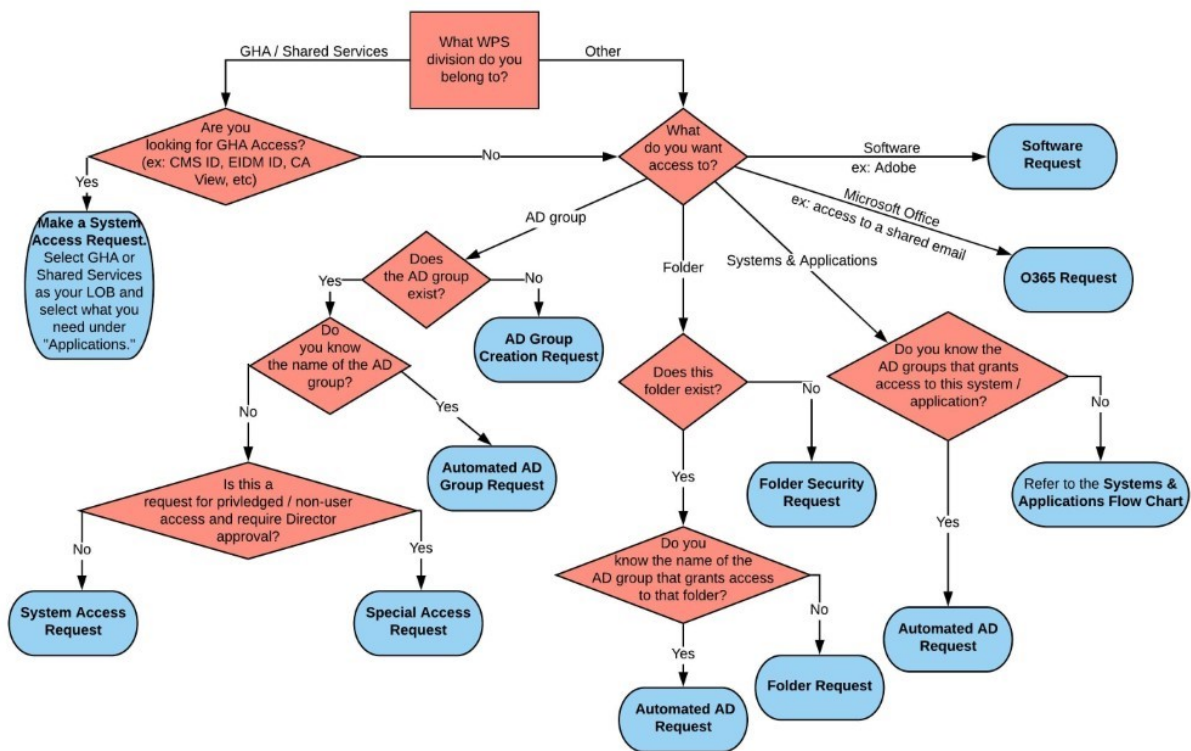 GHA / Shared Services
What WPS
division do you
belong to?
Other
Are you
looking for GHA Access?
(ex: CMS ID, EIDM ID, CA
View, etc)
No
What
do you want
access to?
Software
ex: Adobe
Software
Request
Yes
Make a System
Access Request.
Select GHA or
Shared Services
as your LOB and
select what you
need under
"Applications."
Microsoft Office
ex: access to a shared email
O365 Request
AD group
Does
the AD group
exist?
Yes
No
AD Group
Creation Request
Folder
Systems & Applications
Do
you know
the name of the AD
group?
No
Yes
Automated AD
Group Request
Does this
folder exist?
No
Folder Security
Request
Do you know the
AD groups that grants
access to this system /
application?
No
Refer to the Systems &
Applications Flow Chart
Is this a
request for priviedged / non-user
access and require Director
approval?
No
Yes
System Access
Request
Special Access
Request
Yes
Do you
know the name of the
AD group that grants access
to that folder?
Yes
No
Automated AD
Request
Folder Request
Yes
Automated AD
Request